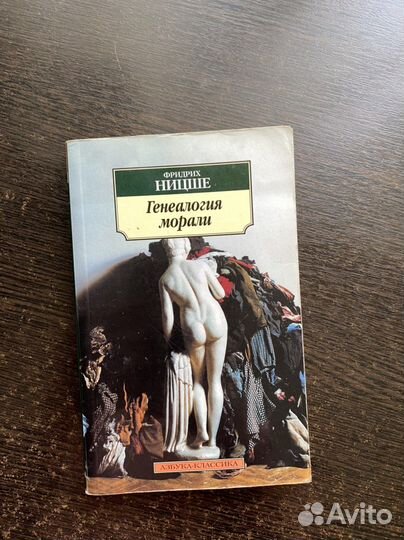 ФРИДРИХ
НИЦШЕ
Генеалогия
морали
АЗБУКА-КЛАССИКА
Avito